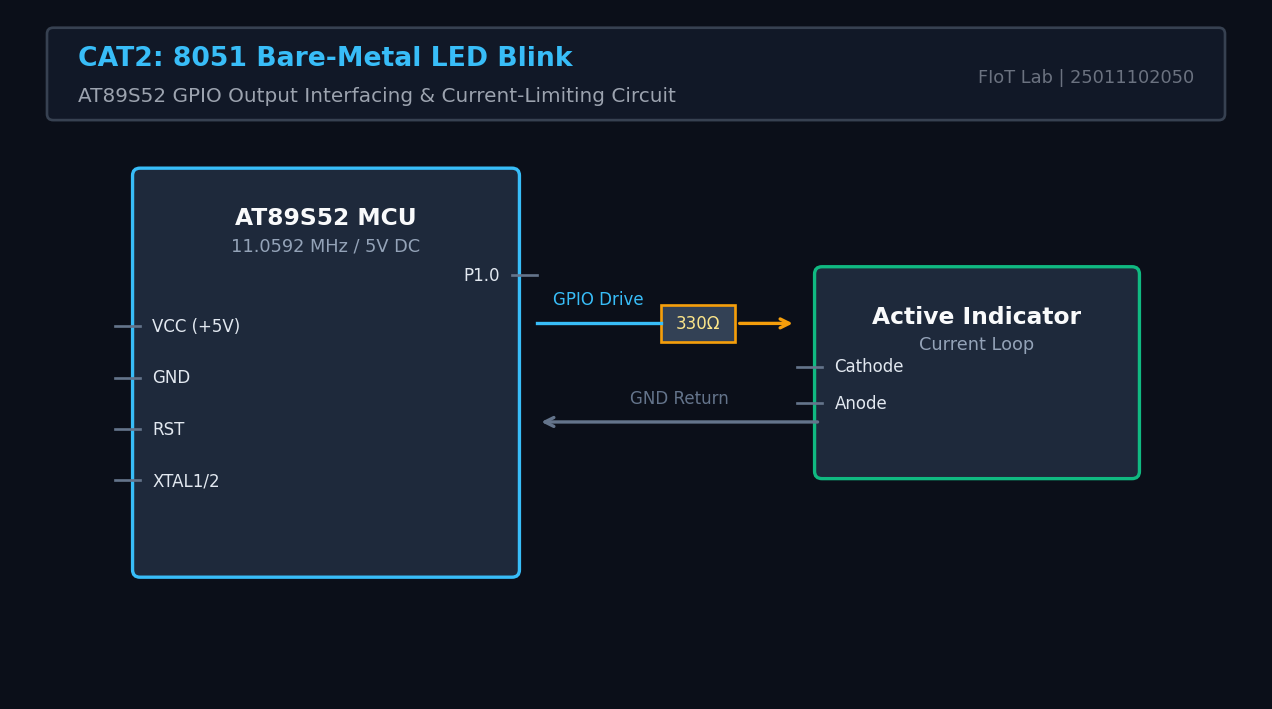 CAT2: 8051 Bare-Metal LED Blink
AT89S52 GPIO Output Interfacing & Current-Limiting Circuit
FIoT Lab | 25011102050
AT89S52 MCU
11.0592 MHz / 5V DC
P1.0
VCC (+5V)
GND
RST
XTAL1/2
GPIO Drive
330Ω
GND Return
Active Indicator
Current Loop
Cathode
Anode